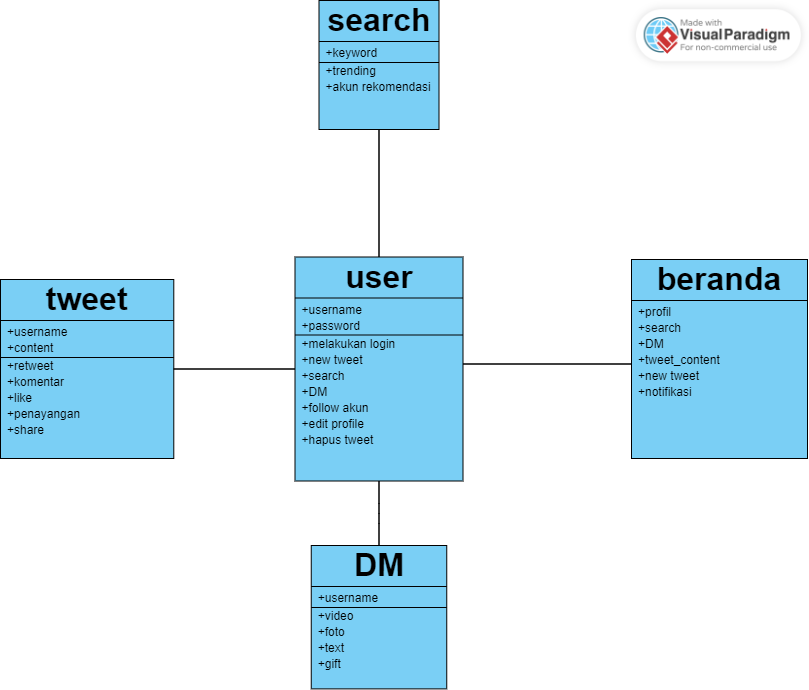 search
+keyword
+trending
+akun rekomendasi
Made with
VisualParadigm
For non-commercial use
tweet
+username
+content
+retweet
+komentar
+like
+penayangan
+share
user
+username
+password
+melakukan login
+new tweet
+search
+DM
+follow akun
+edit profile
+hapus tweet
beranda
+profil
+search
+DM
+tweet_content
+new tweet
+notifikasi
DM
+username
+video
+foto
+text
+gift